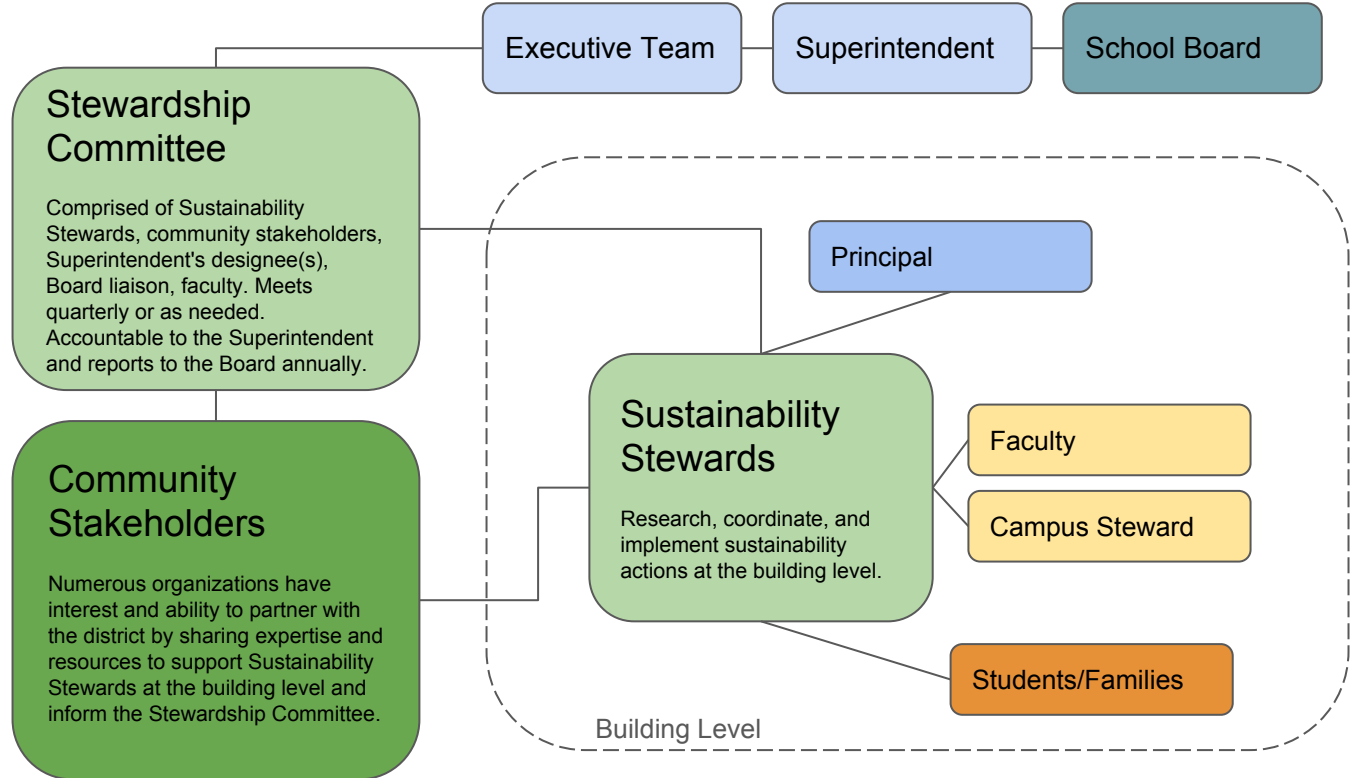 Executive Team
Superintendent
School Board
Stewardship
Committee
Comprised of Sustainability
Stewards, community stakeholders,
Superintendent's designee(s),
Board liaison, faculty. Meets
quarterly or as needed.
Accountable to the Superintendent
and reports to the Board annually.
Principal
Sustainability
Stewards
Research, coordinate, and
implement sustainability
actions at the building level.
Faculty
Campus Steward
Community
Stakeholders
Numerous organizations have
interest and ability to partner with
the district by sharing expertise and
resources to support Sustainability
Stewards at the building level and
inform the Stewardship Committee.
Students/Families
Building Level